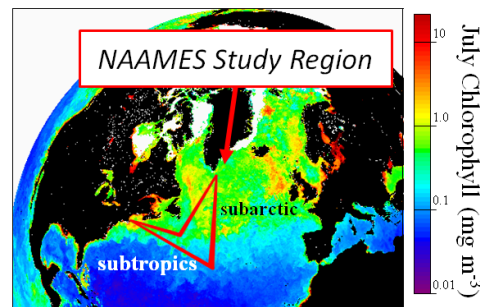 NAAMES Study Region
subarctic
subtropics
10
1.0
0.1
0.01
July Chlorophyll (mg m⁻³)